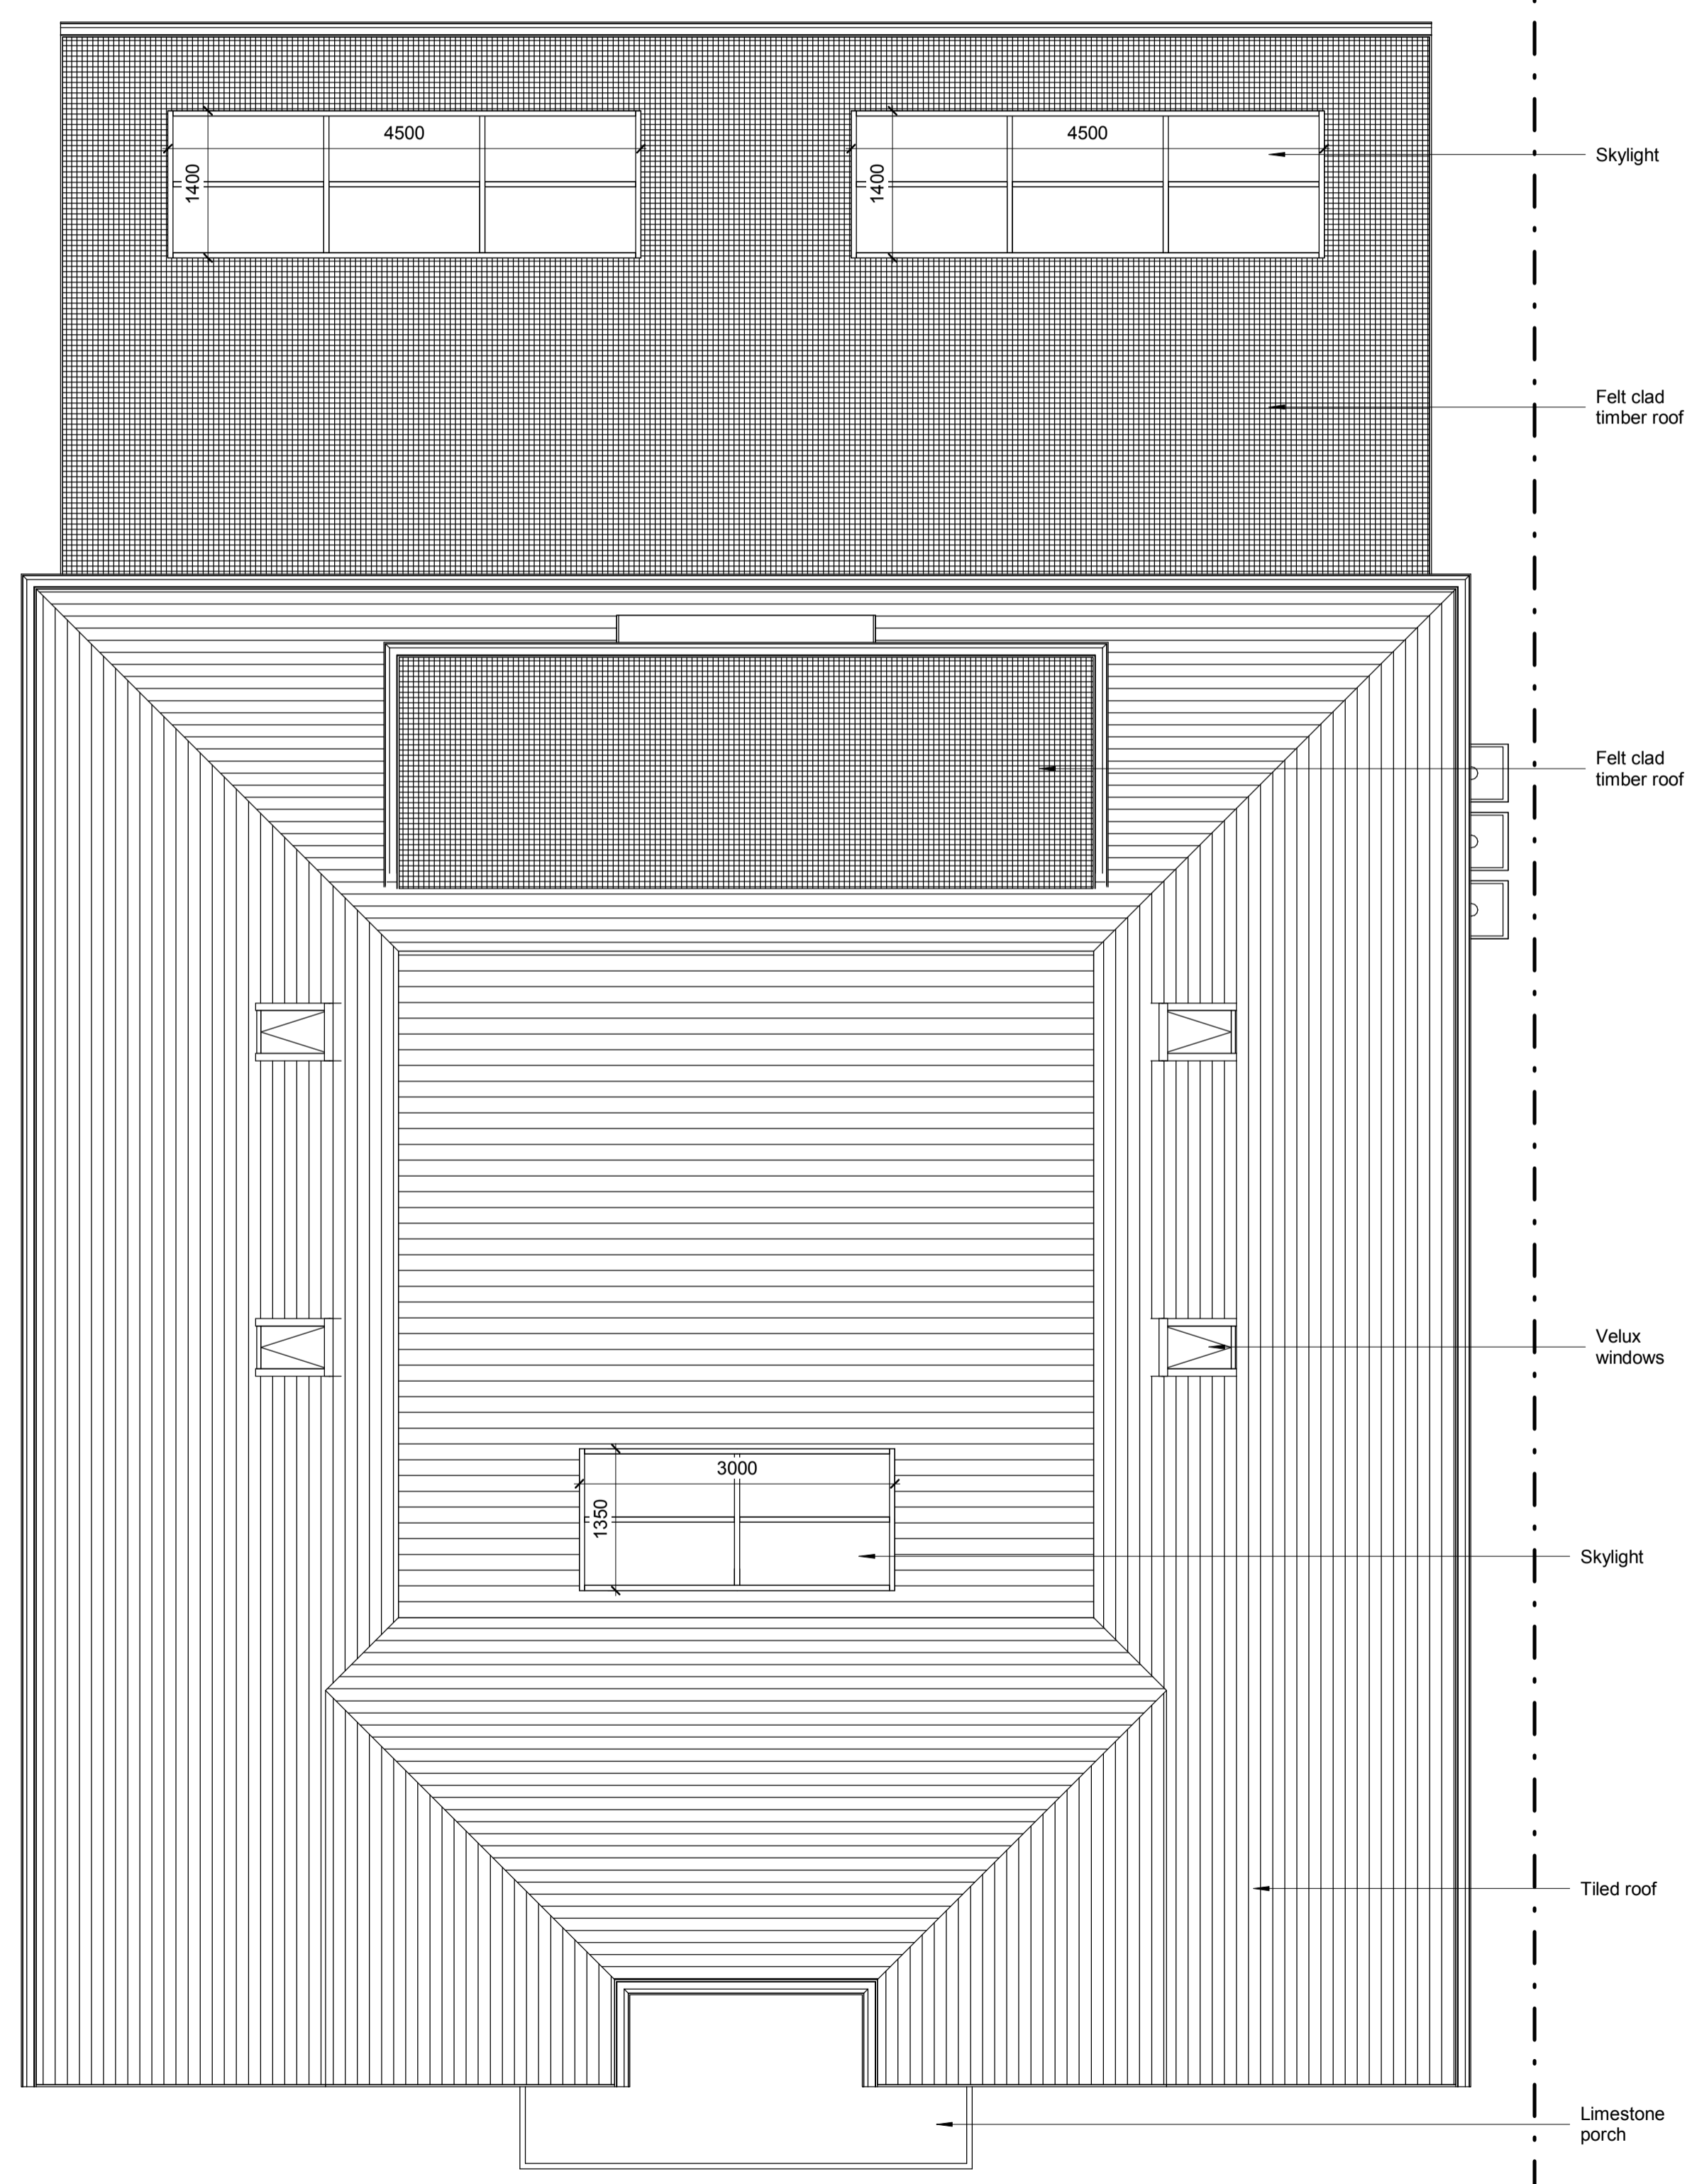 4500
4500
1400
1400
Skylight
Felt clad
timber roof
Felt clad
timber roof
Velux
windows
3000
1350
Skylight
Tiled roof
Limestone
porch